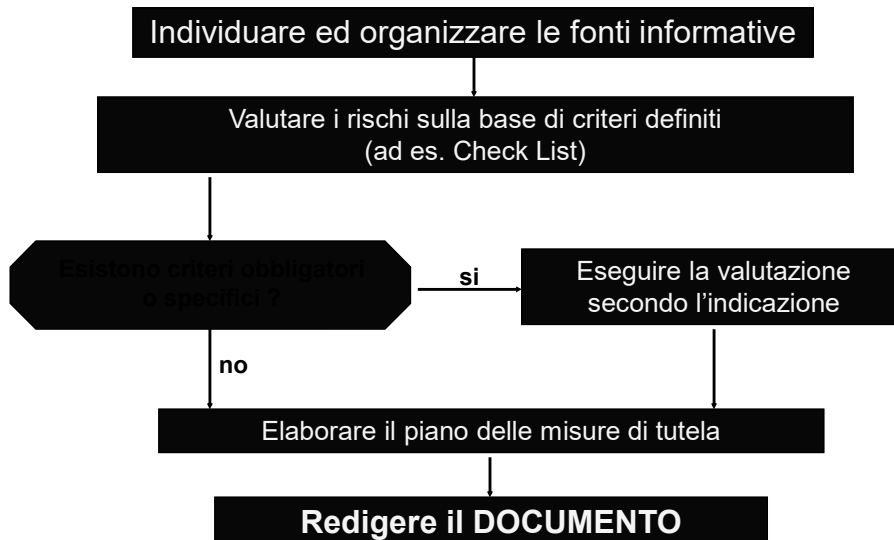 Individuare ed organizzare le fonti informative
Valutare i rischi sulla base di criteri definiti
(ad es. Check List)
Esistono criteri obbligatori
o specifici ?
si
Eseguire la valutazione
secondo l'indicazione
no
Elaborare il piano delle misure di tutela
Redigere il DOCUMENTO